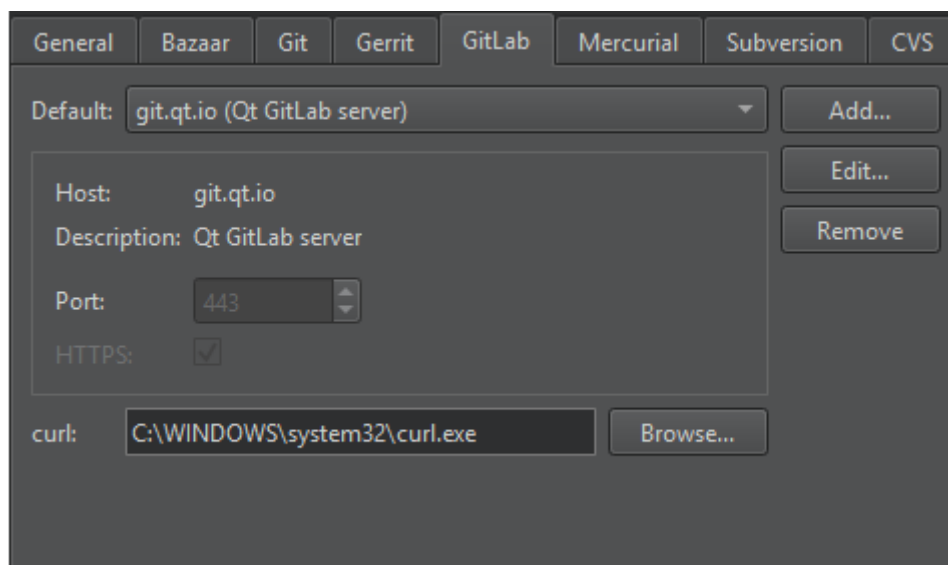 General Bazaar Git Gerrit GitLab Mercurial Subversion CVS
Default: git.qt.io (Qt GitLab server) Add...
Edit...
Host: git.qt.io
Remove
Description: Qt GitLab server
Port: 443
HTTPS:
curl: C:\WINDOWS\system32\curl.exe Browse...